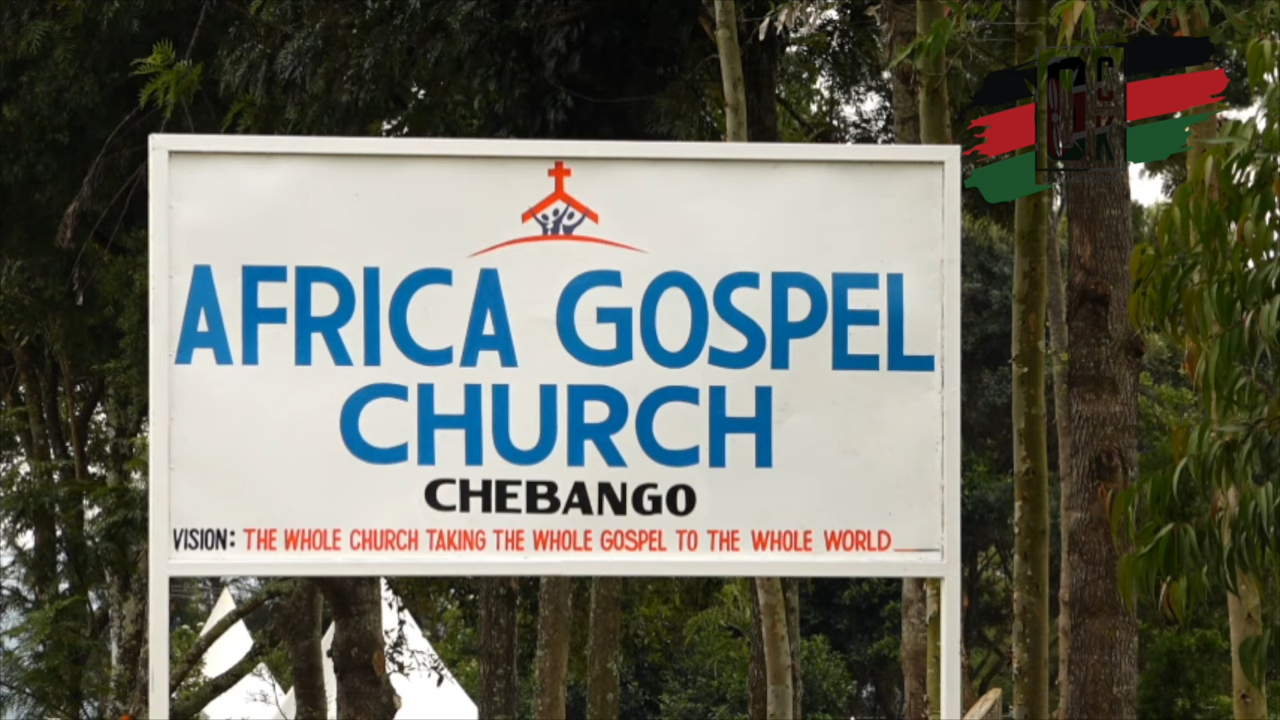 AFRICA GOSPEL
CHURCH
CHEBANGO
VISION: THE WHOLE CHURCH TAKING THE WHOLE GOSPEL TO THE WHOLE WORLD